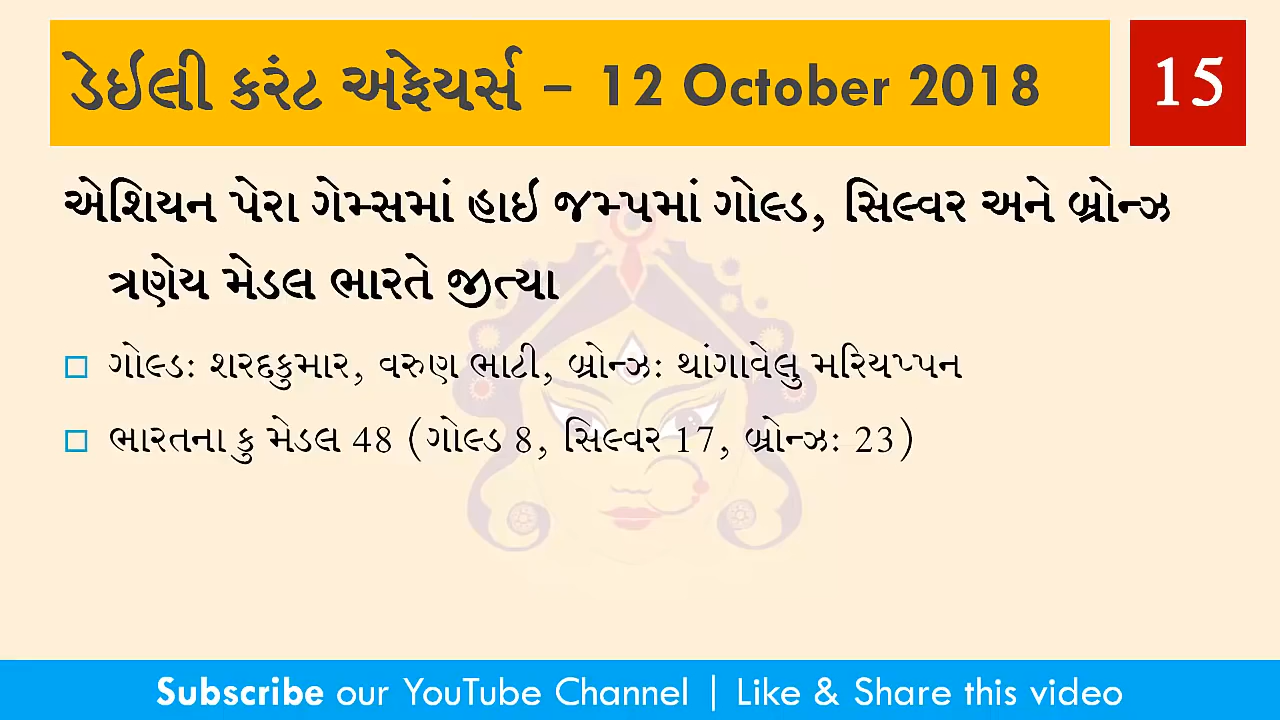 ડેઈલી કરંટ અફેયર્સ – 12 October 2018
15
એશિયન પેરા ગેમ્સમાં હાઇ જમ્પમાં ગોલ્ડ, સિલ્વર અને બ્રોન્ઝ
ત્રણેય મેડલ ભારતે જીત્યા
ગોલ્ડઃ શરદકુમાર, વરુણ ભાટી, બ્રોન્ઝઃ થાંગાવેલુ મરિયપ્પન
ભારતના કુ મેડલ 48 (ગોલ્ડ 8, સિલ્વર 17, બ્રોન્ઝઃ 23)
Subscribe our YouTube Channel | Like & Share this video